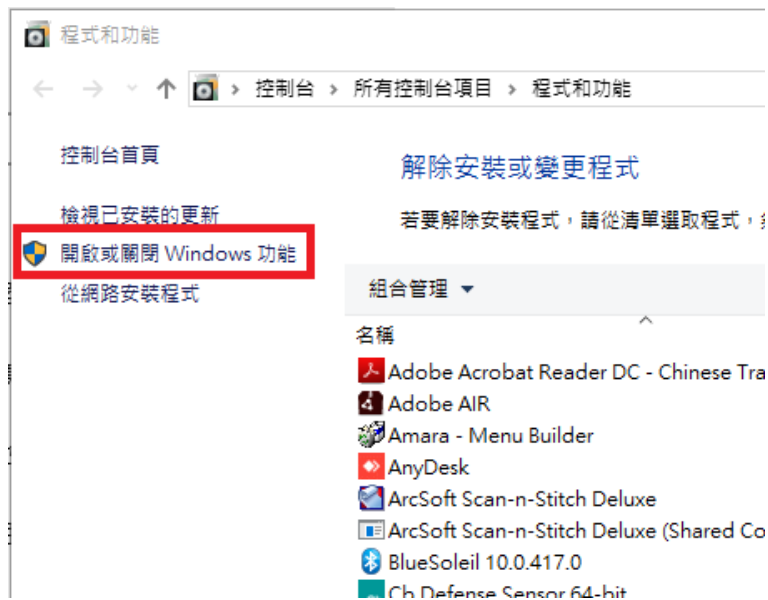 程式和功能
控制台 › 所有控制台項目 › 程式和功能
控制台首頁
檢視已安裝的更新
開啟或關閉 Windows 功能
從網路安裝程式
解除安裝或變更程式
若要解除安裝程式，請從清單選取程式，
組合管理
名稱
Adobe Acrobat Reader DC - Chinese Tra
Adobe AIR
Amara - Menu Builder
AnyDesk
ArcSoft Scan-n-Stitch Deluxe
ArcSoft Scan-n-Stitch Deluxe (Shared Co
BlueSoleil 10.0.417.0
Cb Defense Sensor 64-bit